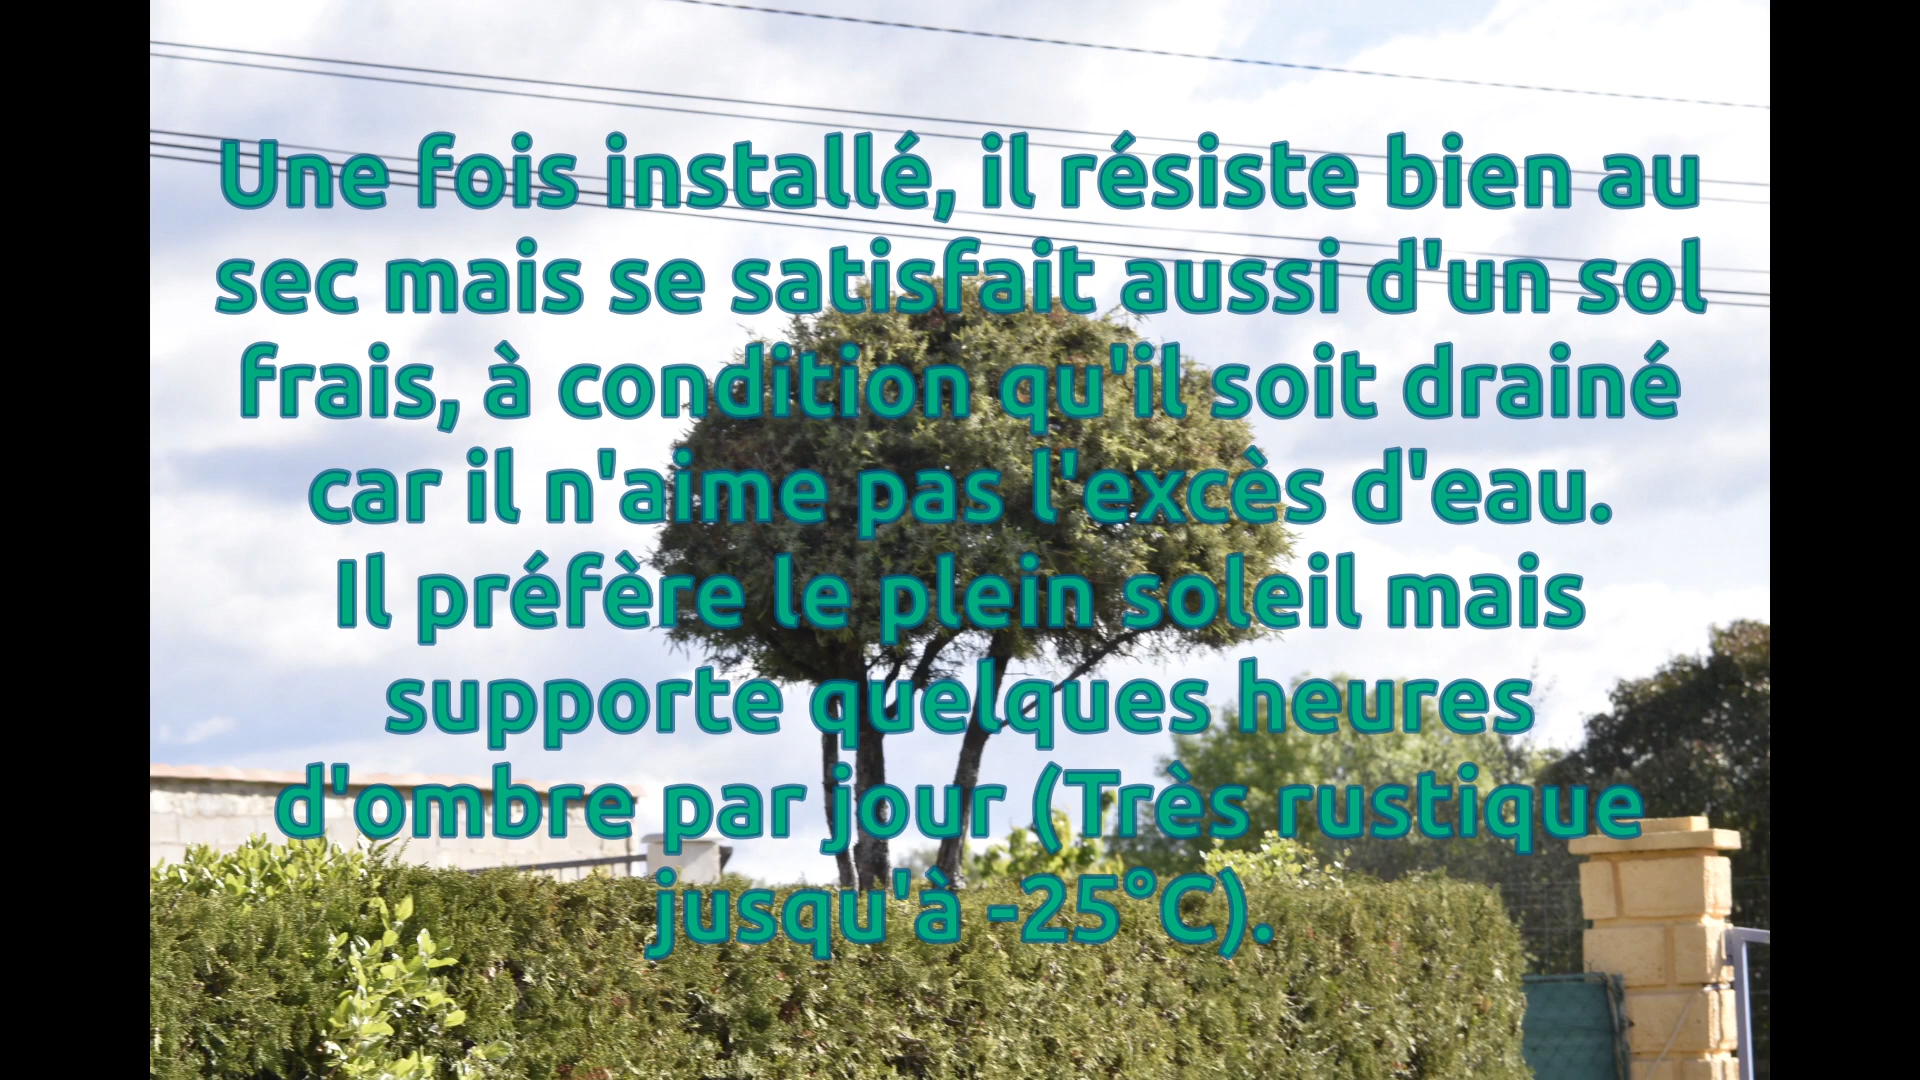 Une fois installé, il résiste bien au
sec mais se satisfait aussi d'un sol
frais, à condition qu'il soit drainé
car il n'aime pas l'excès d'eau.
Il préfère le plein soleil mais
supporte quelques heures
d'ombre par jour (Très rustique
jusqu'à -25°C).